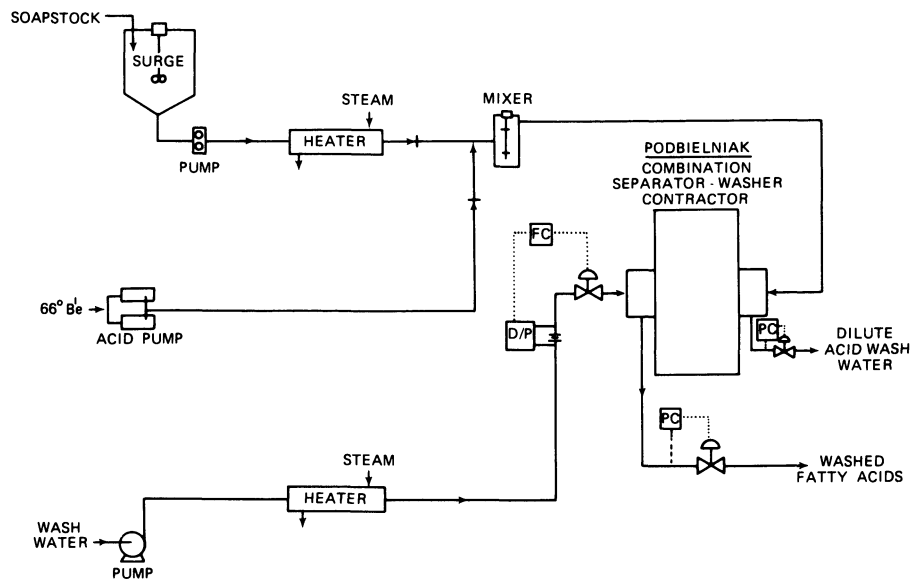 SOAPSTOCK
SURGE
STEAM
MIXER
HEATER
PUMP
PODBIELNIAK
COMBINATION
SEPARATOR - WASHER
CONTRACTOR
FC
66° Be'
ACID PUMP
D/P
PC
DILUTE
ACID WASH
WATER
PC
STEAM
HEATER
WASHED
FATTY ACIDS
WASH
WATER
PUMP